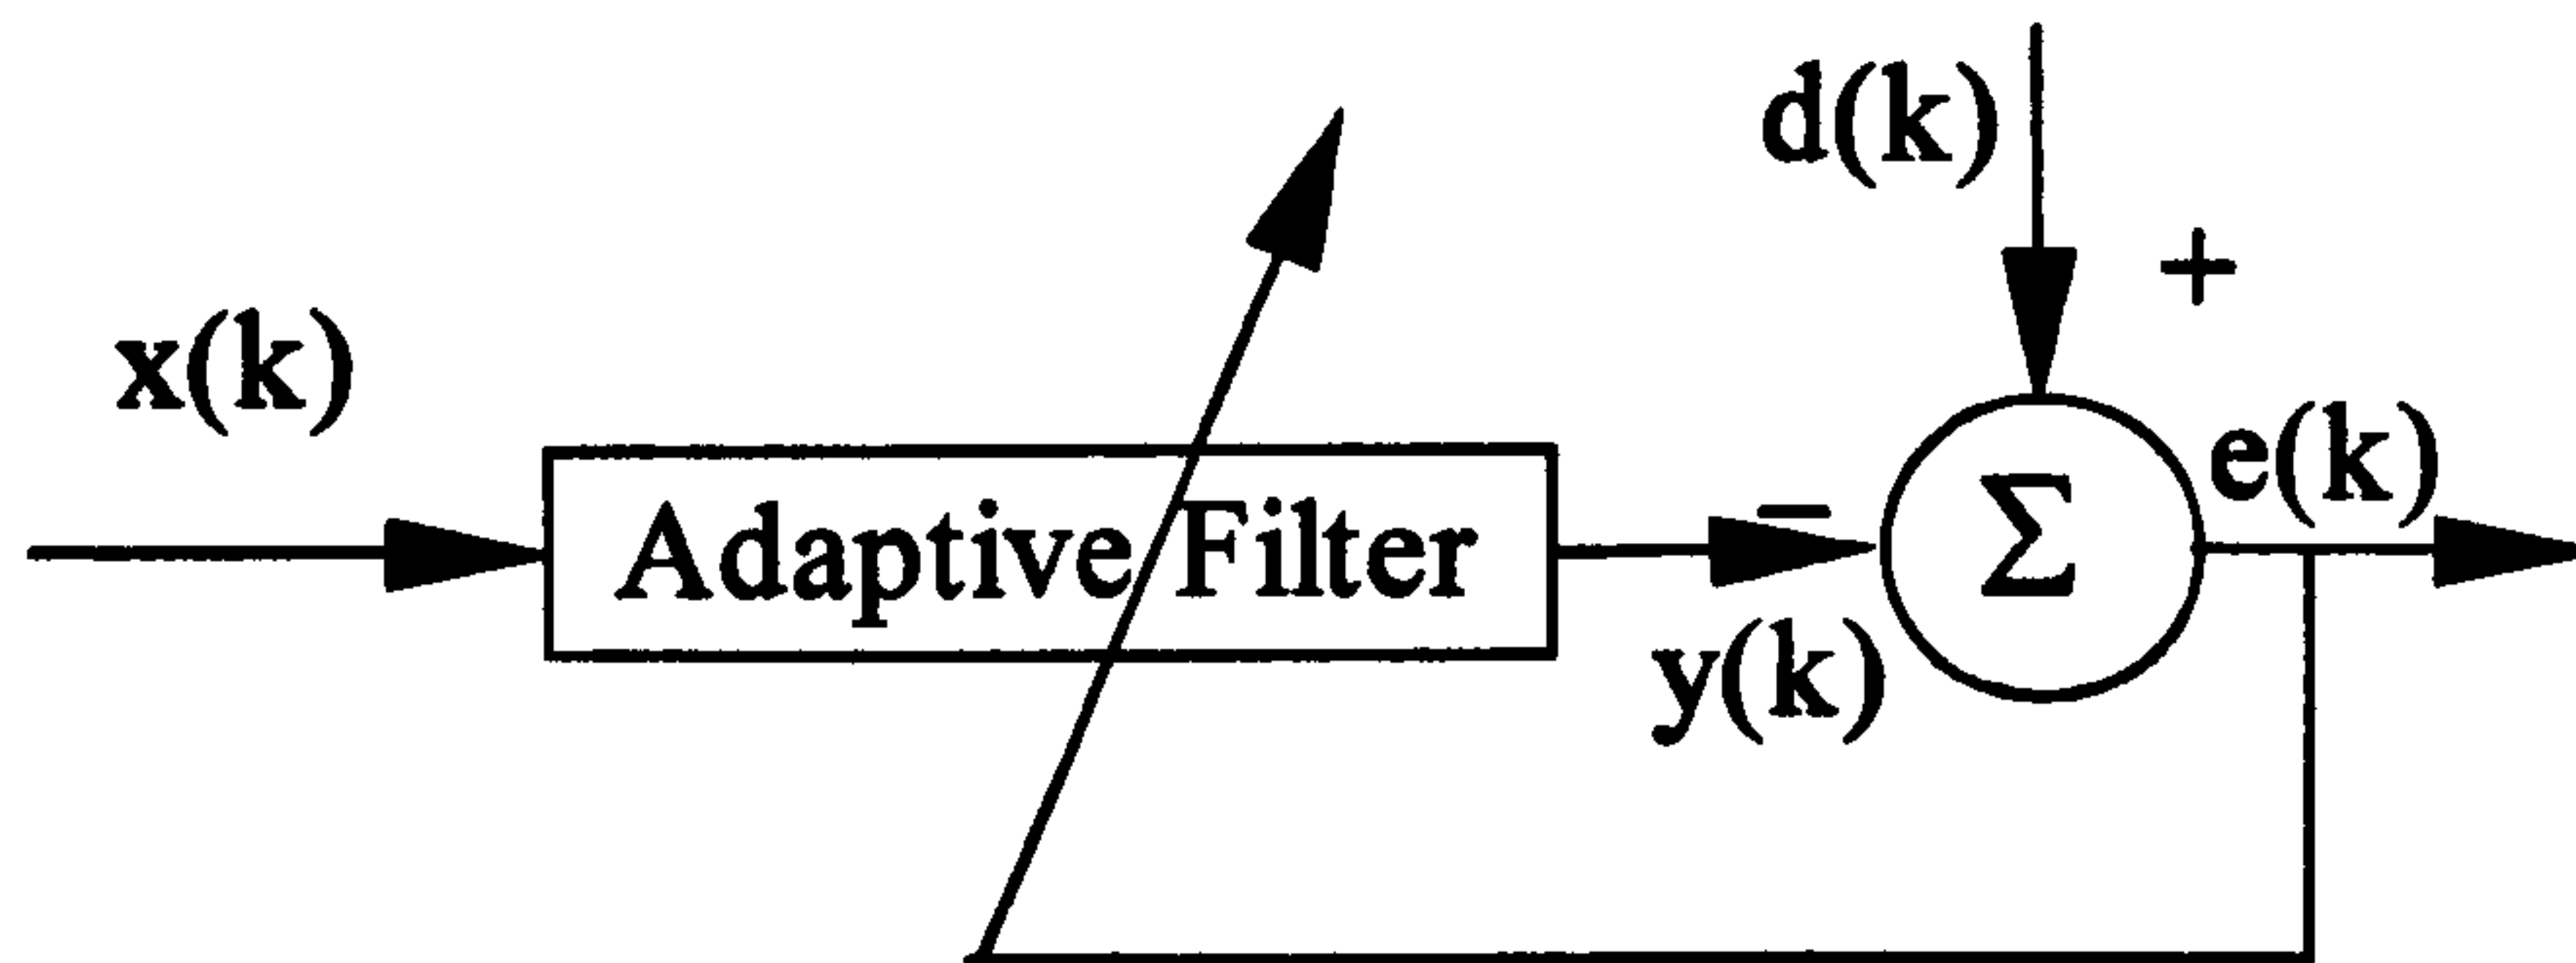 d(k)
+
x(k)
e(k)
Adaptive Filter
−
Σ
y(k)